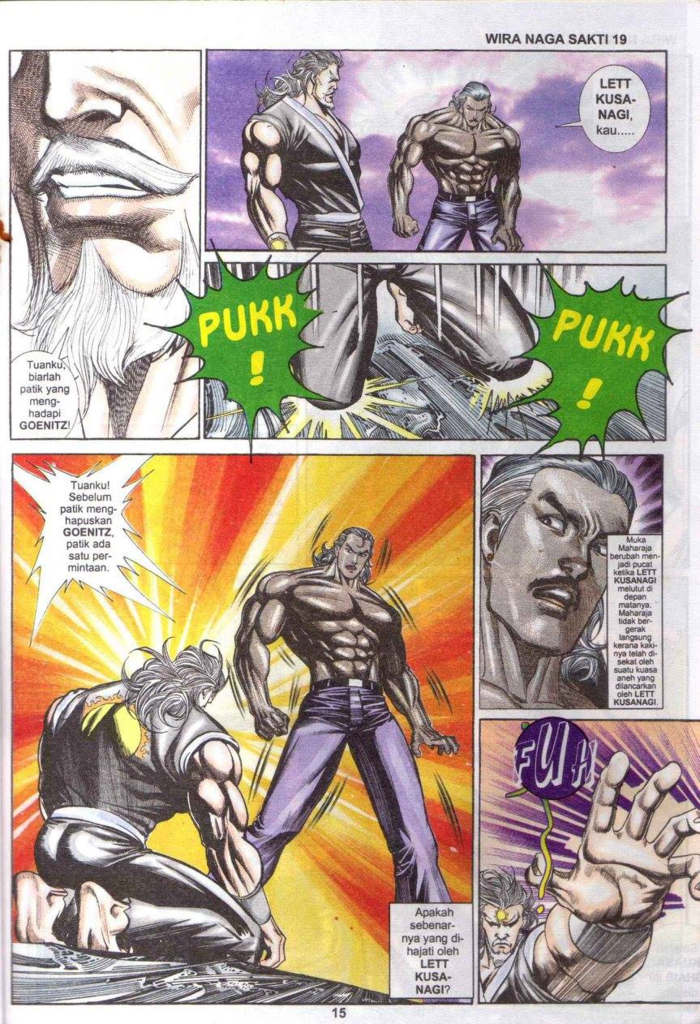 WIRA NAGA SAKTI 19
Tuanku,
biarlah
patik yang
meng-
hadapi
GOENITZ!
LETT
KUSA-
NAGI,
kau.....
PUKK
!
PUKK
!
Tuanku!
Sebelum
patik meng-
hapuskan
GOENITZ,
patik ada
satu per-
mintaan.
Apakah
sebenar-
nya yang di-
hajati oleh
LETT
KUSA-
NAGI?
Muka
Maharaja
berubah men-
jadi pucat
ketika LETT
KUSANAGI
melutut di
depan
matanya.
Maharaja
tidak ber-
gerak
langsung
kerana kaki-
nya telah di-
sekat oleh
suatu kuasa
aneh yang
dilancarkan
oleh LETT
KUSANAGI.
FUH
15